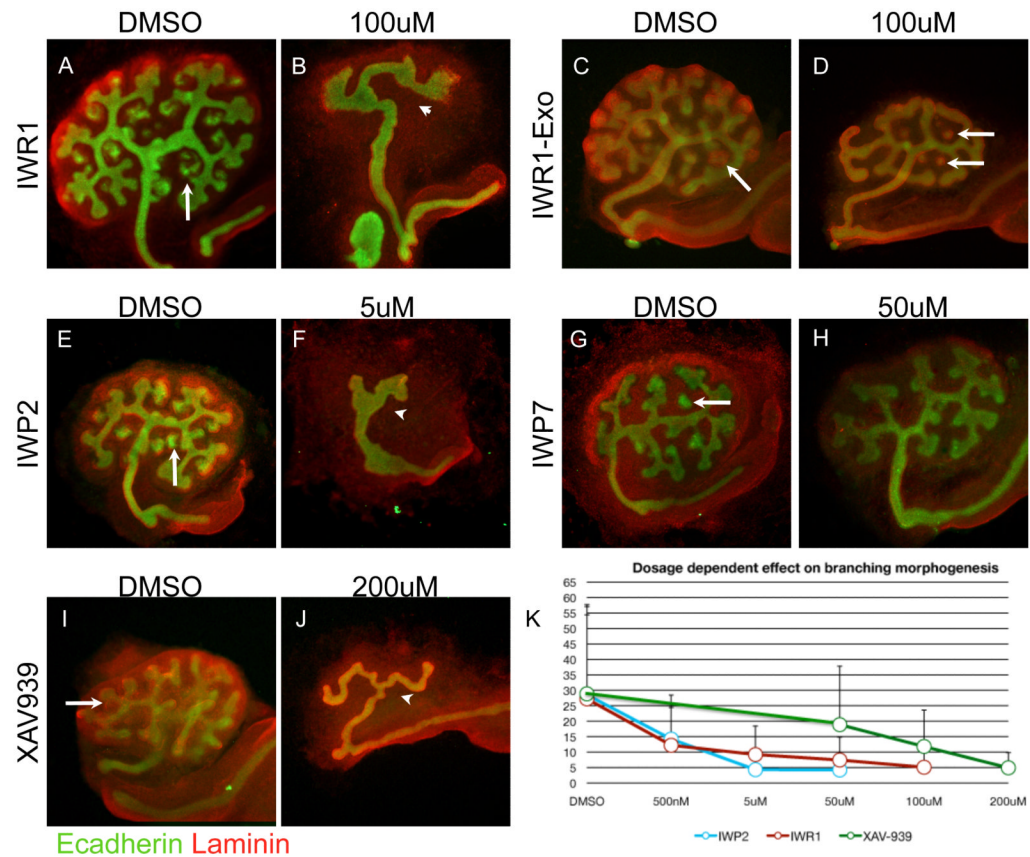 DMSO 100uM DMSO 100uM
IWR1 A B IWR1-Exo C D
DMSO 5uM DMSO 50uM
IWP2 E F IWP7 G H
DMSO 200uM
XAV939 I J
Ecadherin Laminin
K
Dosage dependent effect on branching morphogenesis
65
60
55
50
45
40
35
30
25
20
15
10
5
0
DMSO 500nM 5uM 50uM 100uM 200uM
IWP2 IWR1 XAV-939